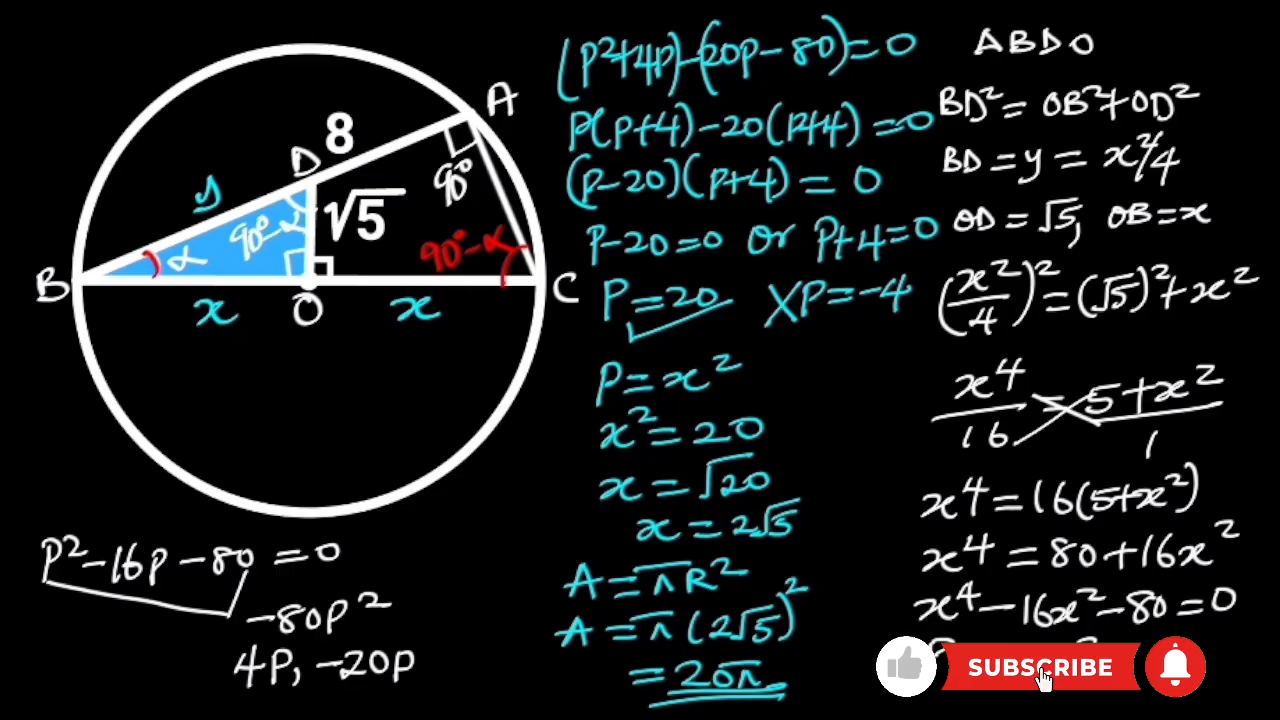 A
8
D
y
90°
√5
90°-α
90°-α
α
B
C
x
O
x
P²-16P-80=0
-80P²
4P, -20P
(P²+4P)-(20P-80)=0
P(P+4)-20(P+4)=0
(P-20)(P+4)=0
P-20=0 or P+4=0
P=20 XP=-4
P=x²
x²=20
x=√20
x=2√5
A=πR²
A=π(2√5)²
=20π
ABDO
BD²=OB²+OD²
BD=y=x²/4
OD=√5, OB=x
(x²/4)²=(√5)²+x²
x⁴/16=5+x²/1
x⁴=16(5+x²)
x⁴=80+16x²
x⁴-16x²-80=0
SUBSCRIBE